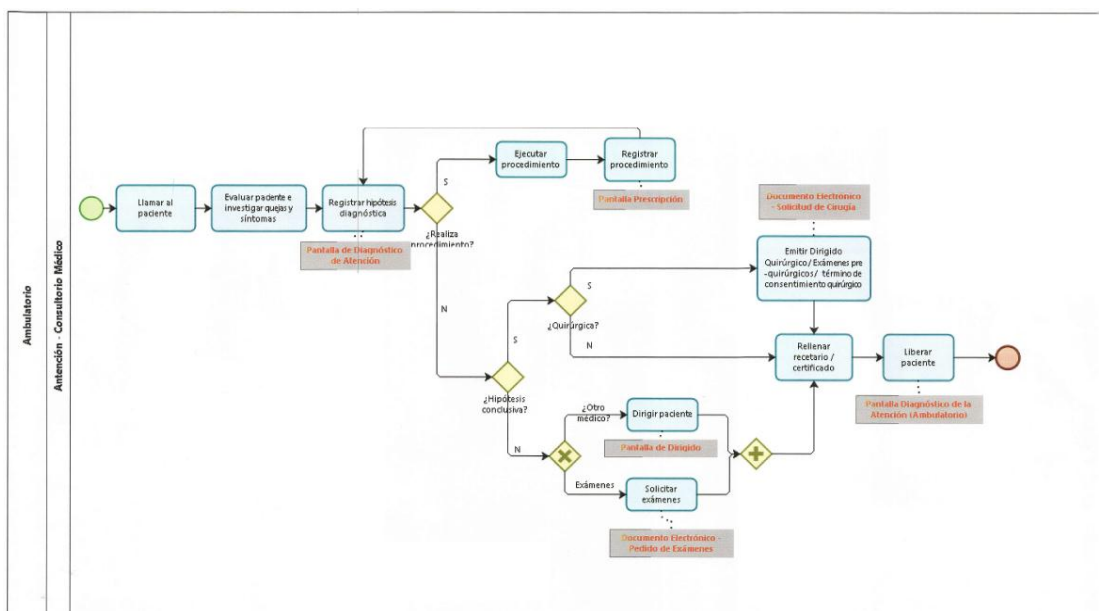 Ambulatorio
Antención - Consultorio Médico
Llamar al
paciente
Evaluar paciente e
investigar quejas y
síntomas
Registrar hipótesis
diagnóstica
Pantalla de Diagnóstico
de Atención
¿Realiza
procedimiento?
S
Ejecutar
procedimiento
Registrar
procedimiento
Pantalla Prescripción
N
¿Hipótesis
conclusiva?
S
¿Quirúrgica?
S
Documento Electrónico
- Solicitud de Cirugía
Emitir Dirigido
Quirúrgico/ Exámenes pre
-quirúrgicos/ término de
consentimiento quirúrgico
N
Rellenar
recetario /
certificado
Liberar
paciente
Pantalla Diagnóstico de la
Atención (Ambulatorio)
N
¿Otro
médico?
Dirigir paciente
Pantalla de Dirigido
Exámenes
Solicitar
exámenes
Documento Electrónico -
Pedido de Exámenes